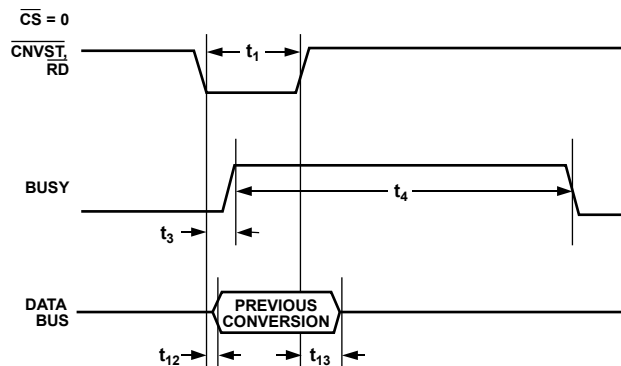 CS = 0
CNVST,
RD
t1
BUSY
t4
t3
DATA
BUS
PREVIOUS
CONVERSION
t12
t13